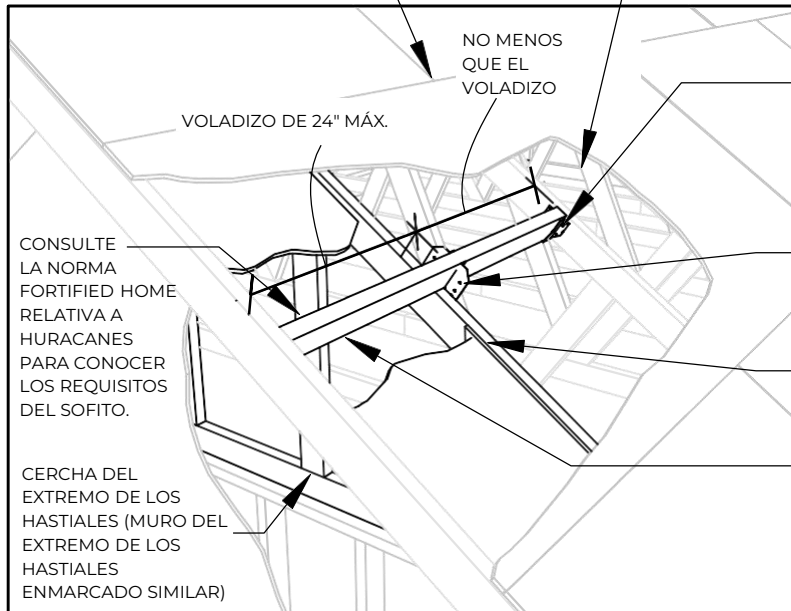 NO MENOS
QUE EL
VOLADIZO
VOLADIZO DE 24" MÁX.
CONSULTE
LA NORMA
FORTIFIED HOME
RELATIVA A
HURACANES
PARA CONOCER
LOS REQUISITOS
DEL SOFITO.
CERCHA DEL
EXTREMO DE LOS
HASTIALES (MURO DEL
EXTREMO DE LOS
HASTIALES
ENMARCADO SIMILAR)